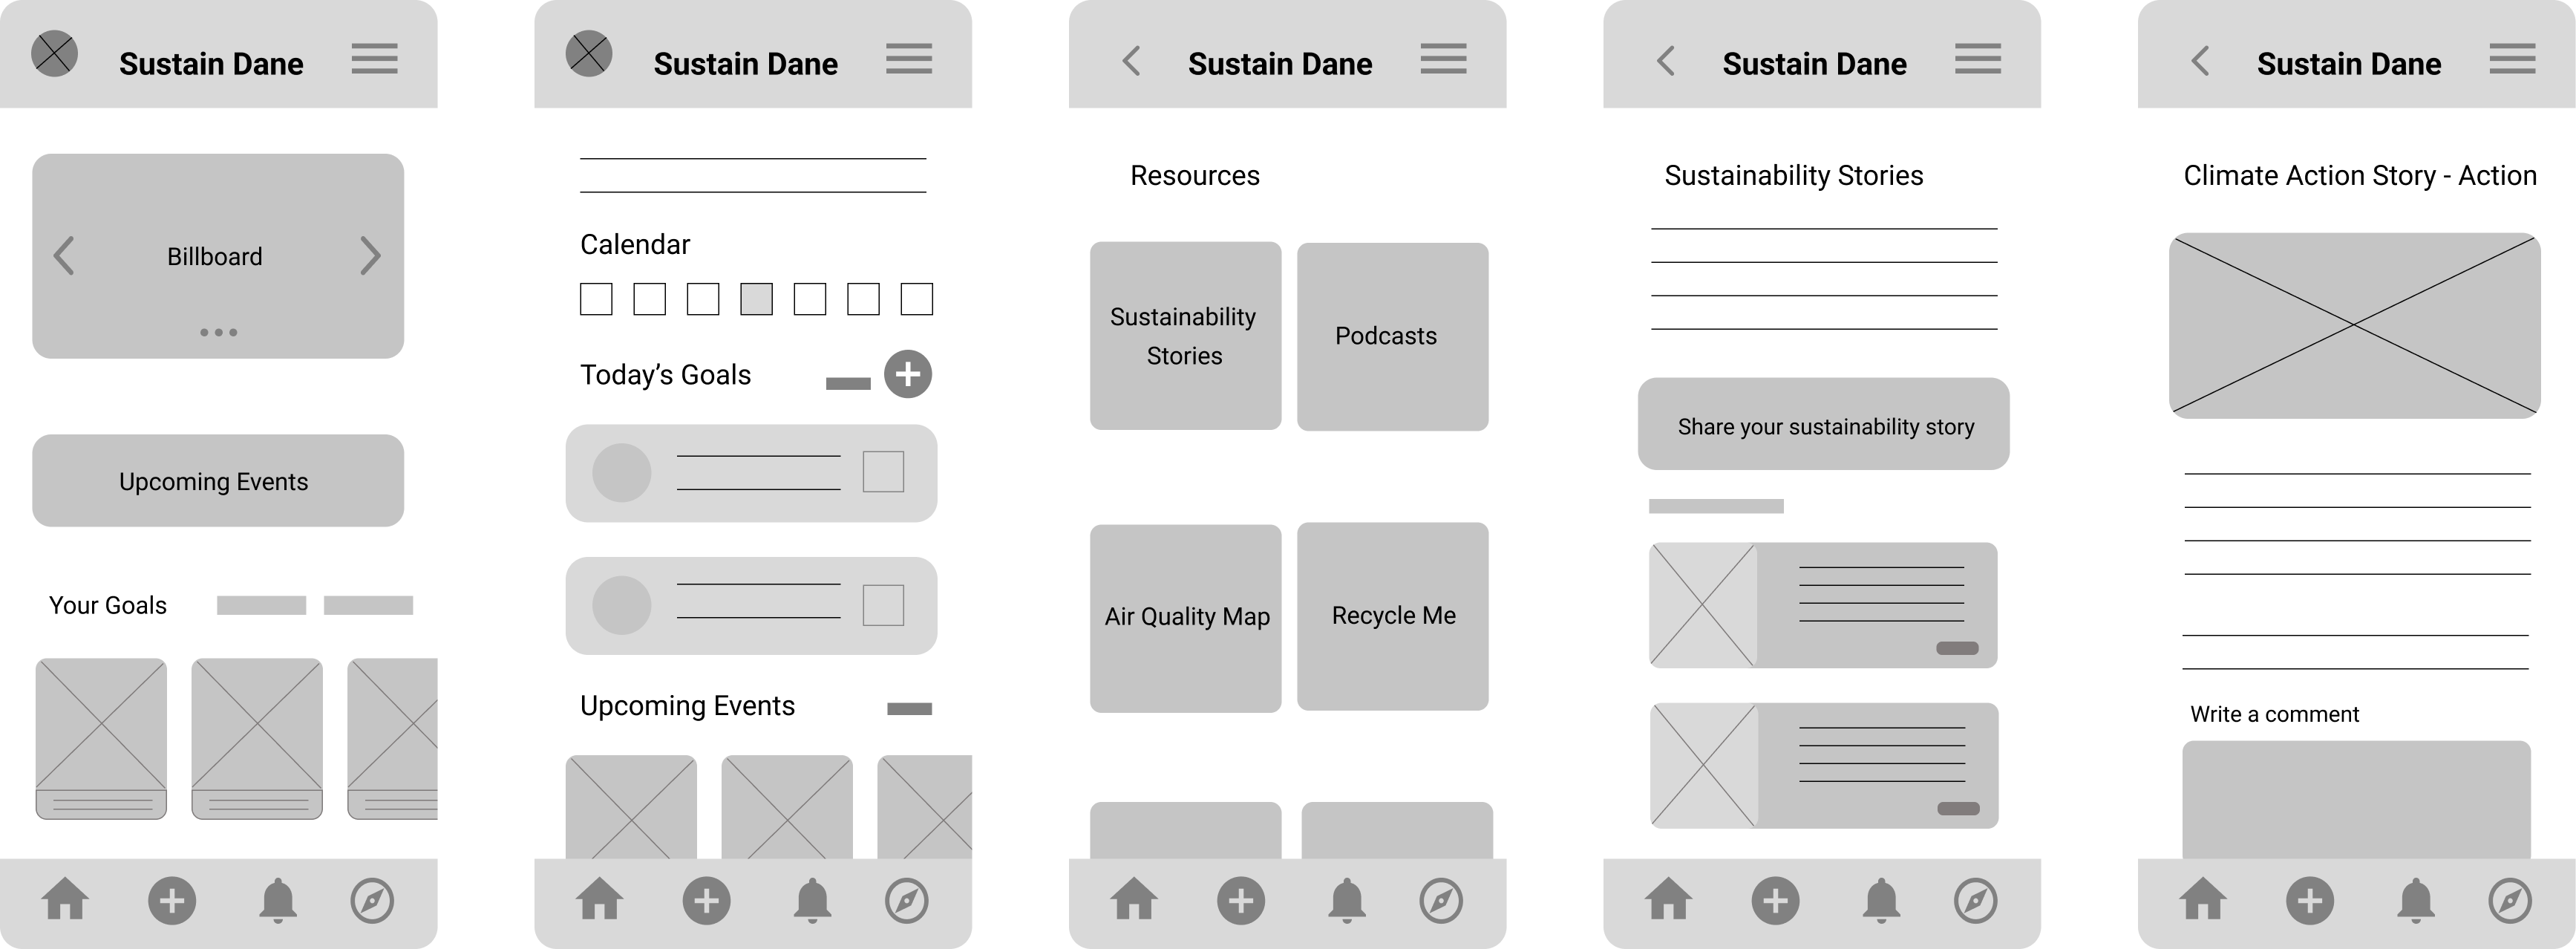 Sustain Dane
Billboard
Upcoming Events
Your Goals
Sustain Dane
Calendar
Today’s Goals
Upcoming Events
Sustain Dane
Resources
Sustainability
Stories
Podcasts
Air Quality Map
Recycle Me
Sustain Dane
Sustainability Stories
Share your sustainability story
Sustain Dane
Climate Action Story - Action
Write a comment